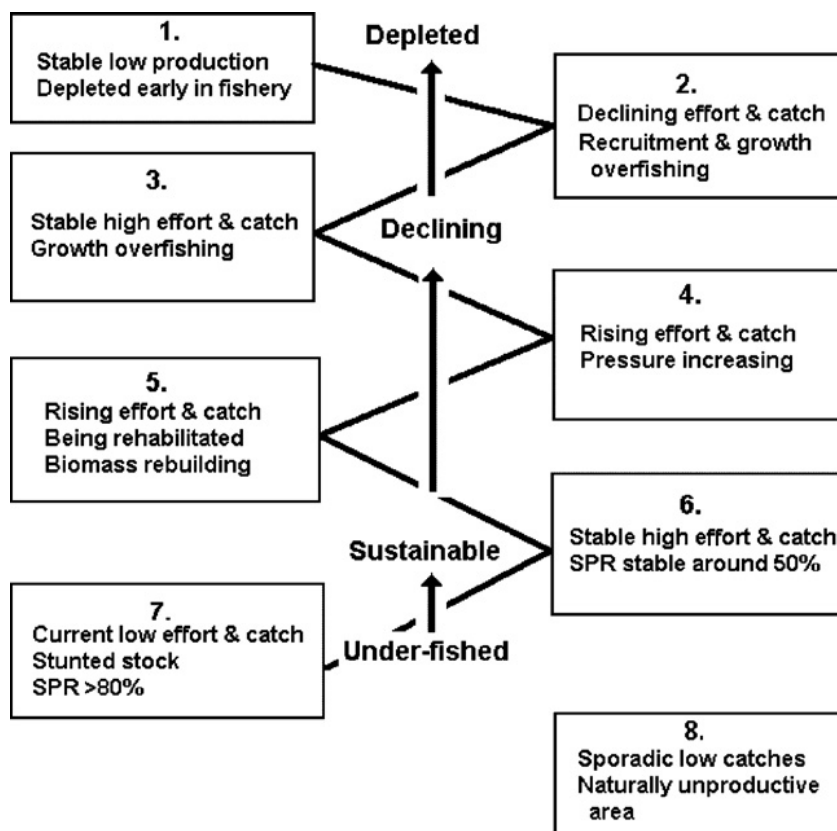 1.
Stable low production
Depleted early in fishery
Depleted
2.
Declining effort & catch
Recruitment & growth
overfishing
3.
Stable high effort & catch
Growth overfishing
Declining
4.
Rising effort & catch
Pressure increasing
5.
Rising effort & catch
Being rehabilitated
Biomass rebuilding
6.
Stable high effort & catch
SPR stable around 50%
Sustainable
7.
Current low effort & catch
Stunted stock
SPR >80%
Under-fished
8.
Sporadic low catches
Naturally unproductive
area